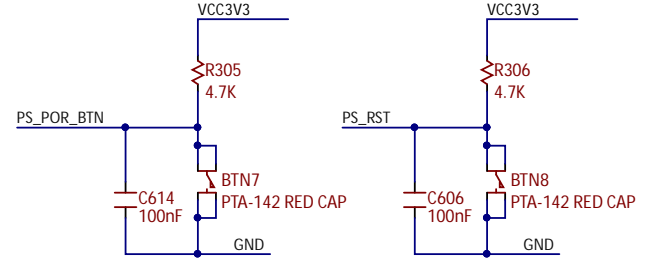 VCC3V3
VCC3V3
R305
4.7K
R306
4.7K
PS_POR_BTN
PS_RST
C614
100nF
BTN7
PTA-142 RED CAP
C606
100nF
BTN8
PTA-142 RED CAP
GND
GND